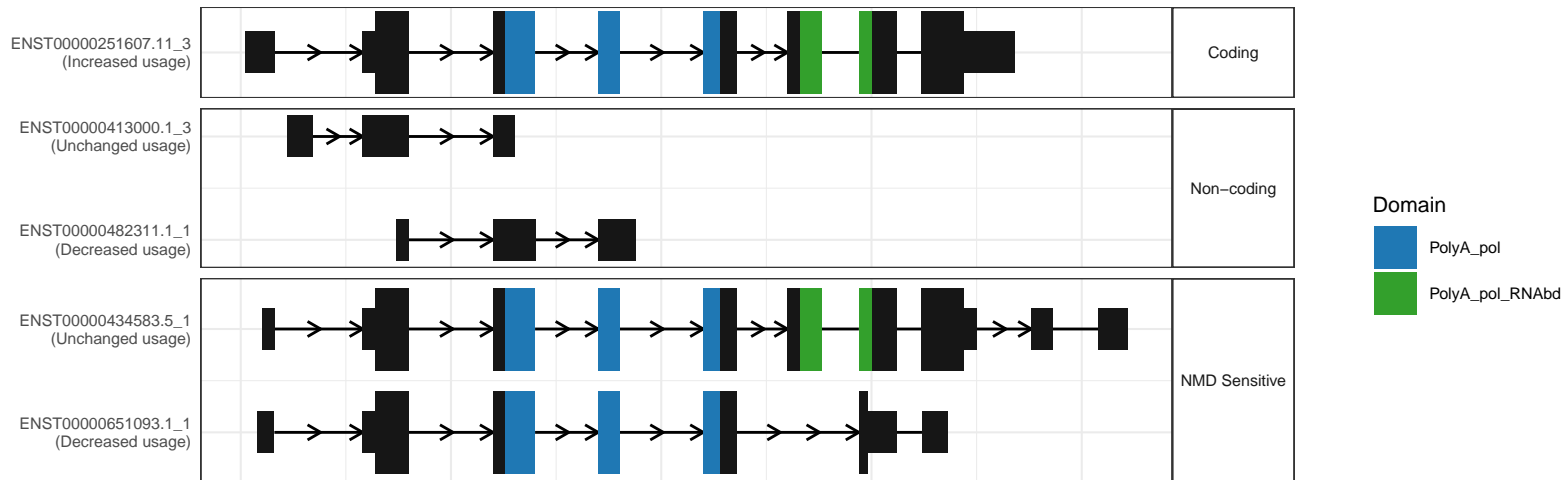 ENST00000251607.11_3
(Increased usage)
Coding
ENST00000413000.1_3
(Unchanged usage)
Non−coding
ENST00000482311.1_1
(Decreased usage)
ENST00000434583.5_1
(Unchanged usage)
NMD Sensitive
ENST00000651093.1_1
(Decreased usage)
Domain
PolyA_pol
PolyA_pol_RNAbd